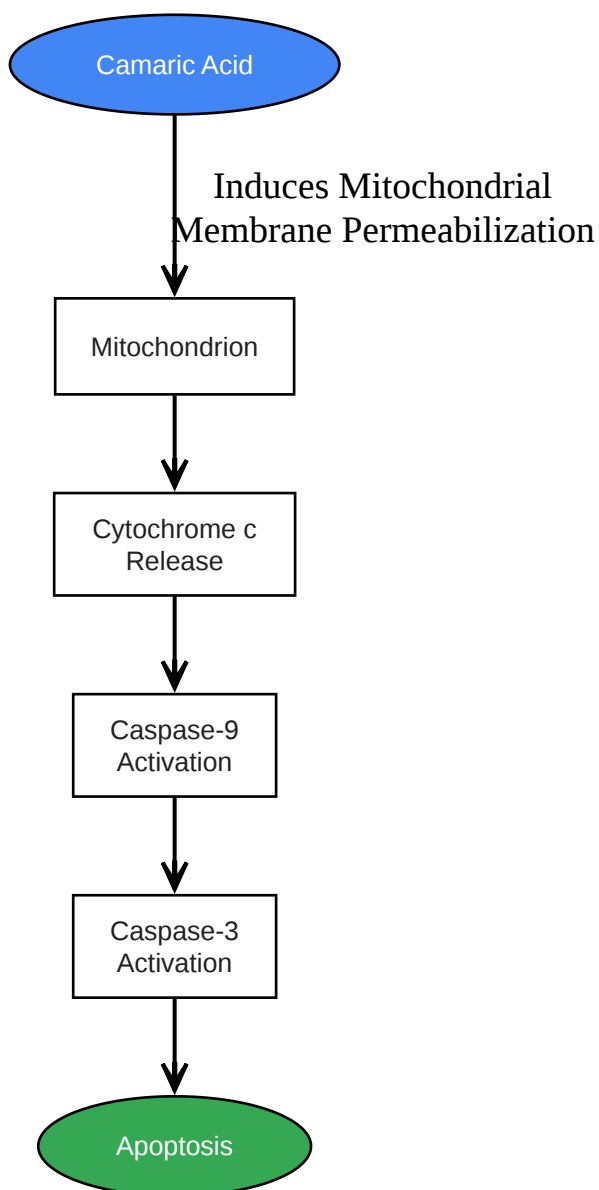 Camaric Acid
Induces Mitochondrial
Membrane Permeabilization
Mitochondrion
Cytochrome c
Release
Caspase-9
Activation
Caspase-3
Activation
Apoptosis